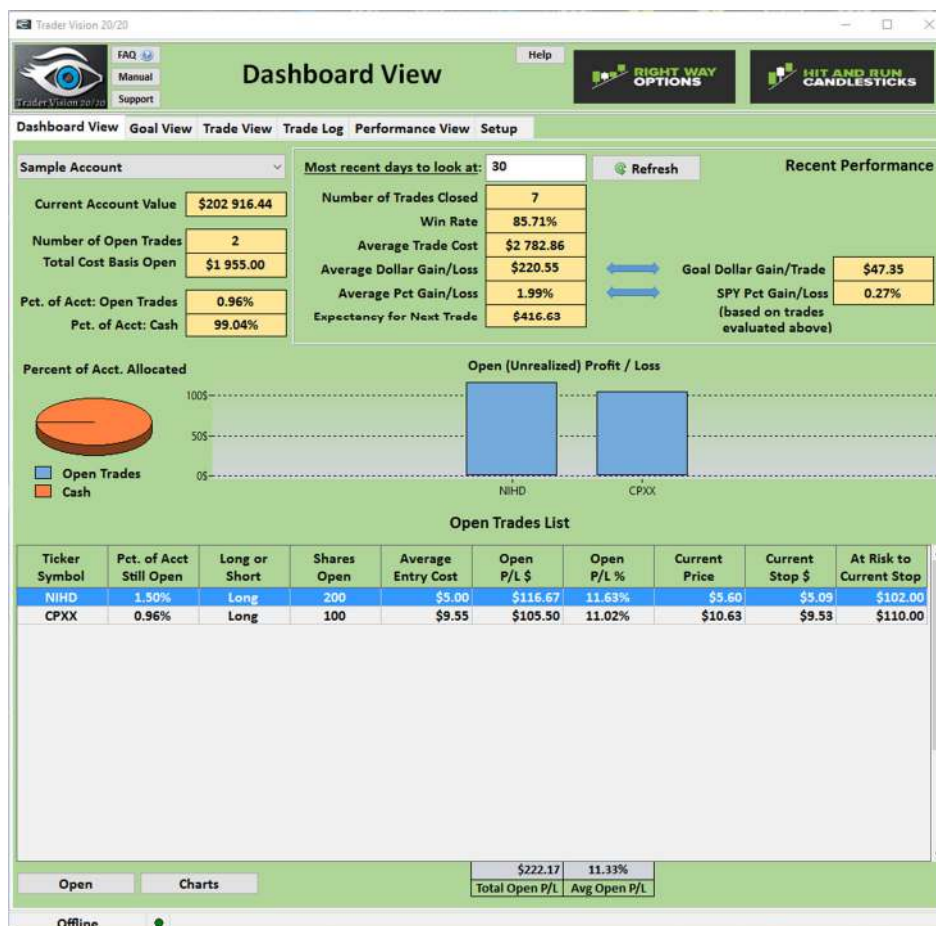 Trader Vision 20/20
FAQ
Manual
Support
Trader Vision 20/20
Dashboard View
Help
RIGHT WAY
OPTIONS
HIT AND RUN
CANDLESTICKS
Dashboard View Goal View Trade View Trade Log Performance View Setup
Sample Account
Current Account Value $202 916.44
Number of Open Trades 2
Total Cost Basis Open $1 955.00
Pct. of Acct: Open Trades 0.96%
Pct. of Acct: Cash 99.04%
Most recent days to look at: 30 Refresh Recent Performance
Number of Trades Closed 7
Win Rate 85.71%
Average Trade Cost $2 782.86
Average Dollar Gain/Loss $220.55 Goal Dollar Gain/Trade $47.35
Average Pct Gain/Loss 1.99% SPY Pct Gain/Loss 0.27%
Expectancy for Next Trade $416.63 (based on trades
evaluated above)
Percent of Acct. Allocated
Open Trades
Cash
Open (Unrealized) Profit / Loss
100$
50$
0$
NIHD CPXX
Open Trades List
Ticker Symbol Pct. of Acct Still Open Long or Short Shares Open Average Entry Cost Open P/L $ Open P/L % Current Price Current Stop $ At Risk to Current Stop
NIHD 1.50% Long 200 $5.00 $116.67 11.63% $5.60 $5.09 $102.00
CPXX 0.96% Long 100 $9.55 $105.50 11.02% $10.63 $9.53 $110.00
$222.17 11.33%
Open Charts Total Open P/L Avg Open P/L
Offline